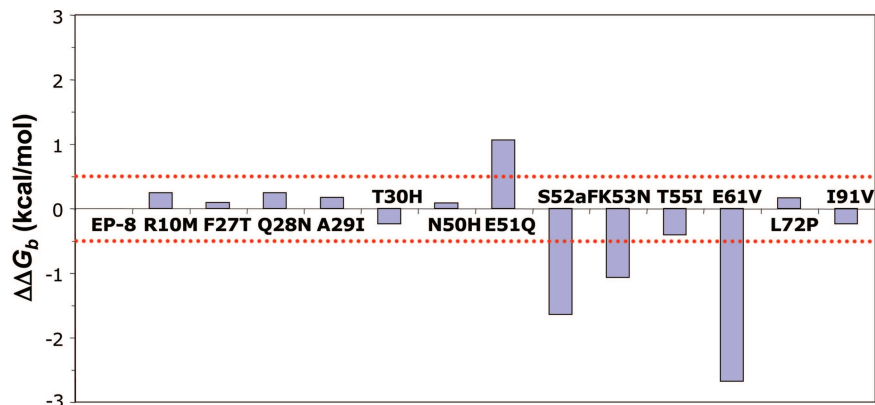 3
2
1
0
-1
-2
-3
ΔΔGb (kcal/mol)
T30H S52aF K53N T55I E61V I91V
EP-8 R10M F27T Q28N A29I N50H E51Q L72P